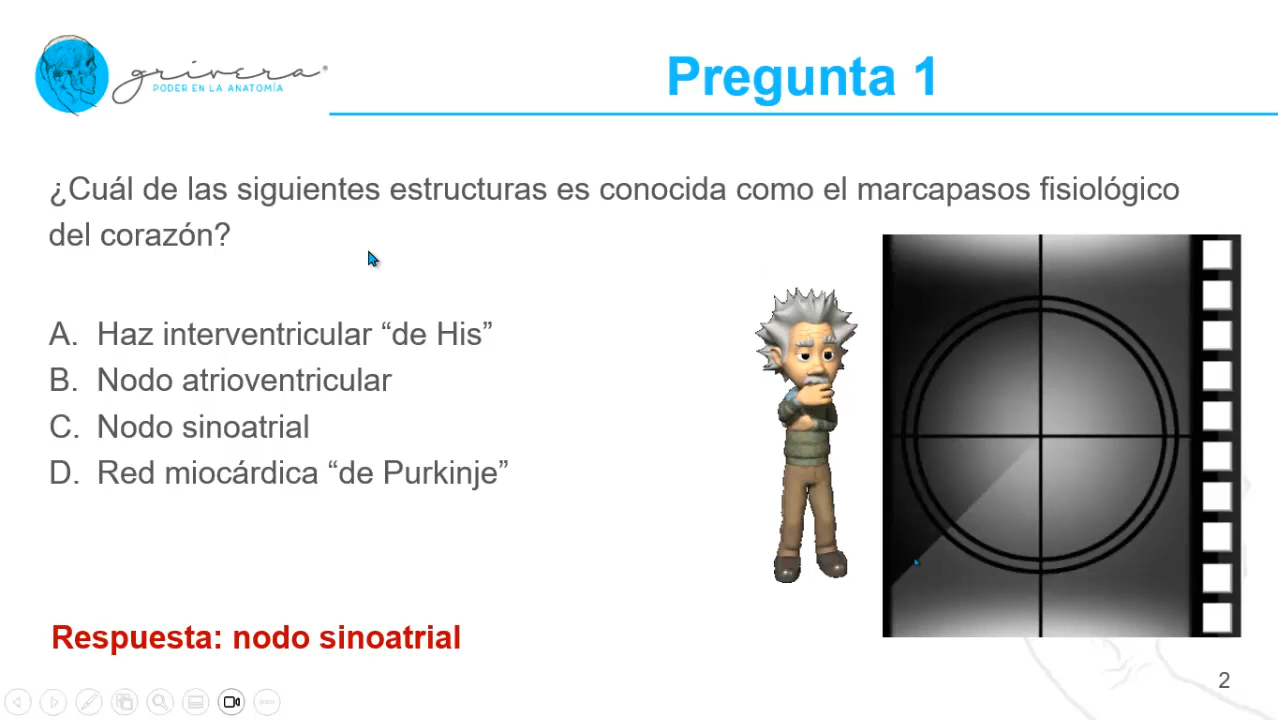 grivera®
PODER EN LA ANATOMÍA
Pregunta 1
¿Cuál de las siguientes estructuras es conocida como el marcapasos fisiológico
del corazón?
A. Haz interventricular “de His”
B. Nodo atrioventricular
C. Nodo sinoatrial
D. Red miocárdica “de Purkinje”
Respuesta: nodo sinoatrial
2